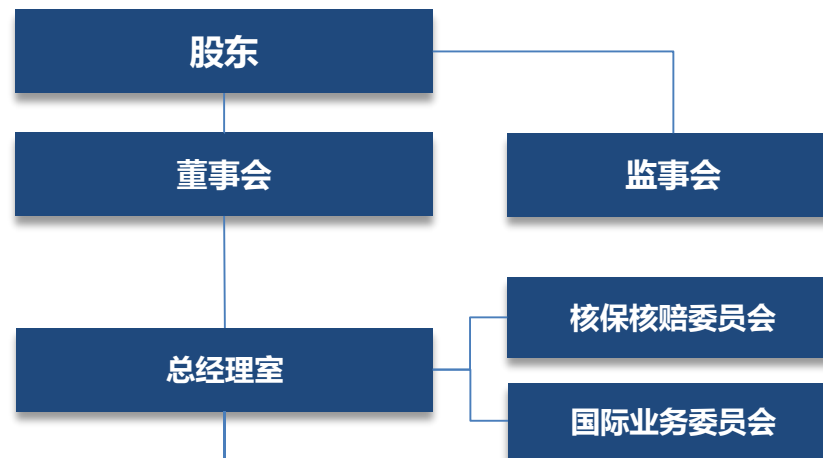 股东
董事会
监事会
核保核赔委员会
总经理室
国际业务委员会